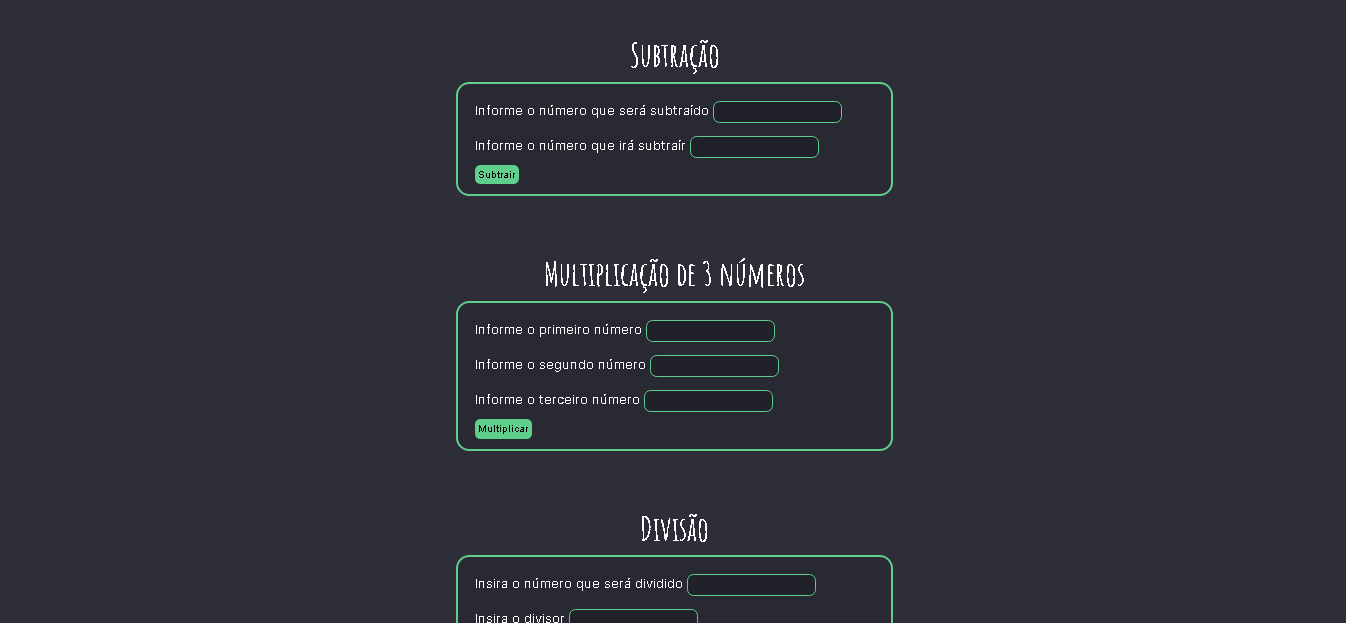 Subtração
Informe o número que será subtraído
Informe o número que irá subtrair
Subtrair
Multiplicação de 3 números
Informe o primeiro número
Informe o segundo número
Informe o terceiro número
Multiplicar
Divisão
Insira o número que será dividido
Insira o divisor